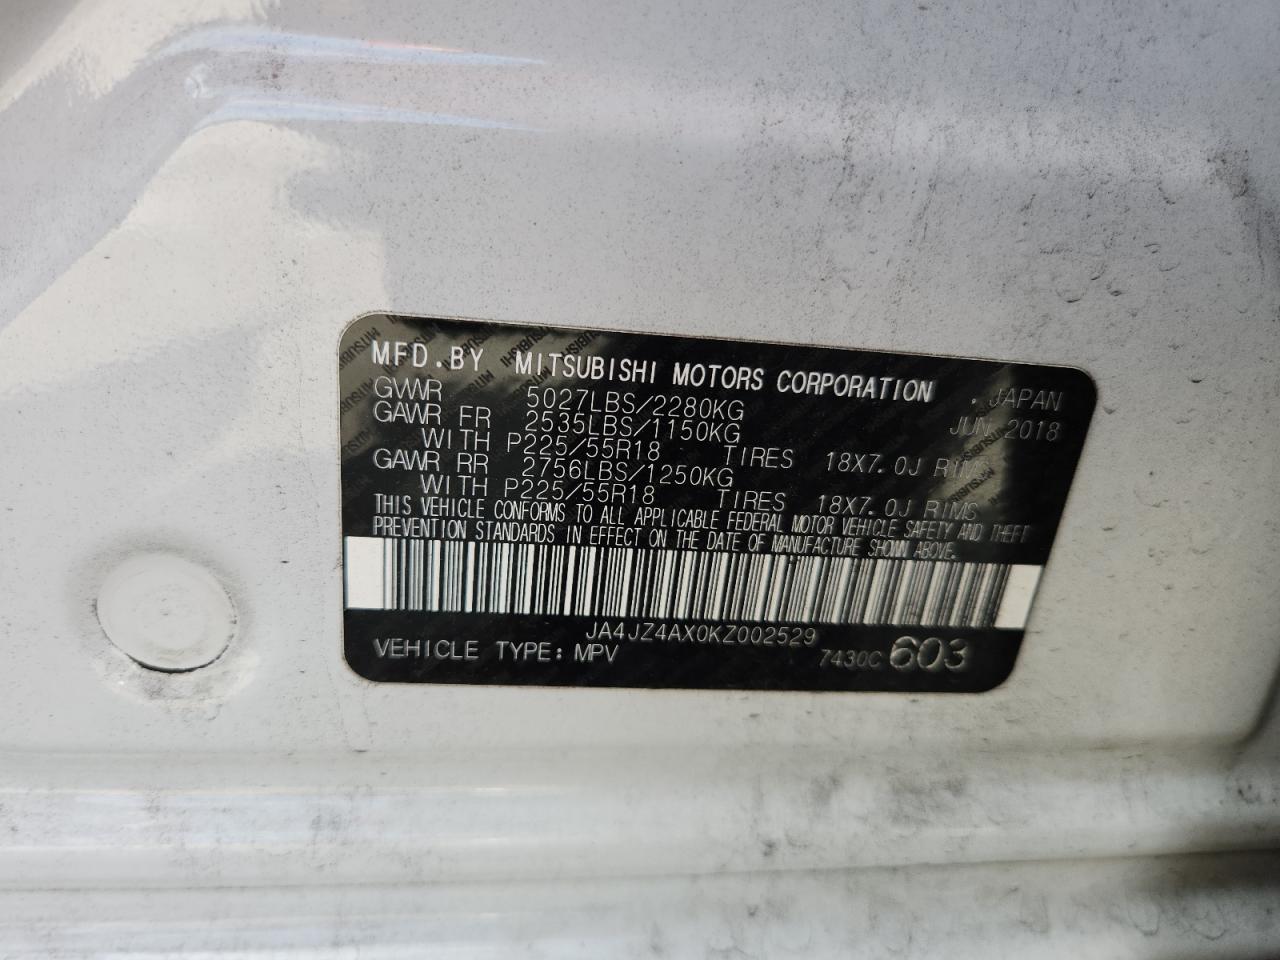 MFD.BY MITSUBISHI MOTORS CORPORATION . JAPAN
GVWR 5027LBS/2280KG JUN 2018
GAWR FR 2535LBS/1150KG
WITH P225/55R18 TIRES 18X7.0J RIMS
GAWR RR 2756LBS/1250KG
WITH P225/55R18 TIRES 18X7.0J RIMS
THIS VEHICLE CONFORMS TO ALL APPLICABLE FEDERAL MOTOR VEHICLE SAFETY AND THEFT
PREVENTION STANDARDS IN EFFECT ON THE DATE OF MANUFACTURE SHOWN ABOVE.
JA4JZ4AX0KZ002529
VEHICLE TYPE: MPV 7430C 603